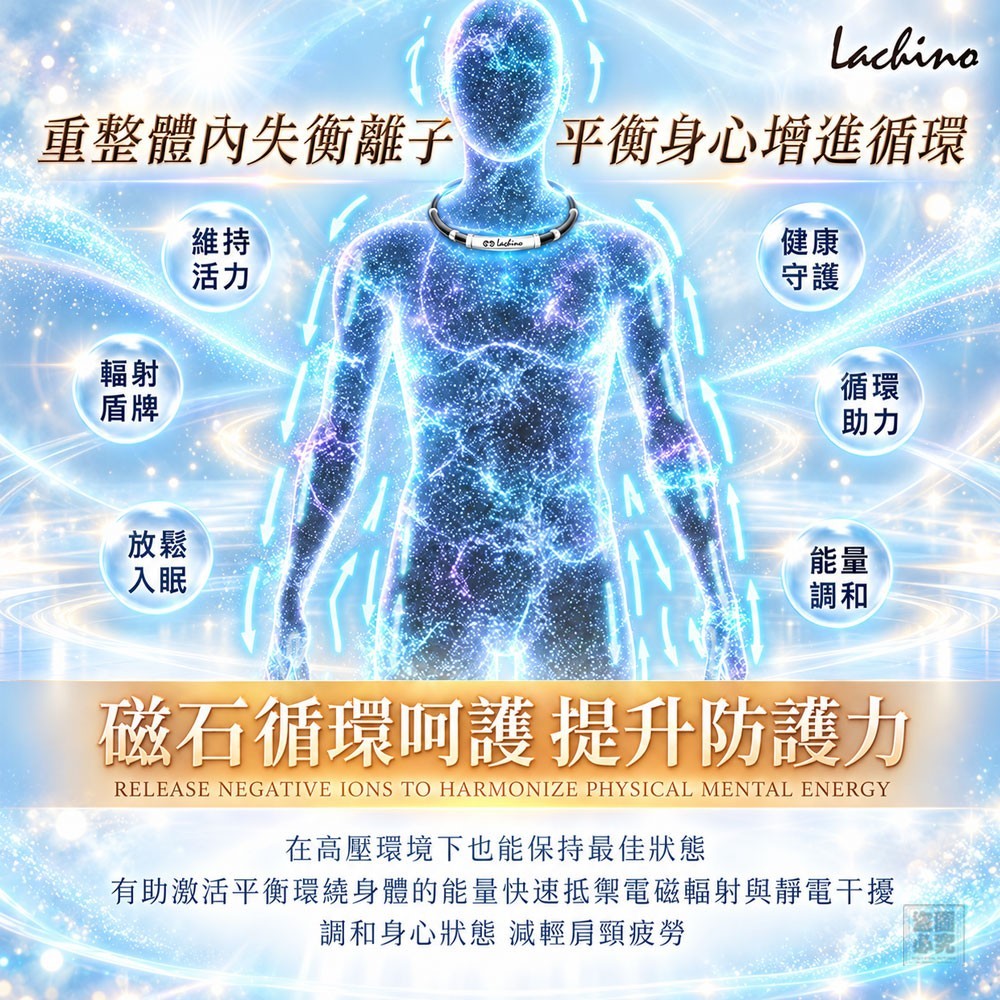 Lachino
重整體內失衡離子 平衡身心增進循環
維持
活力
健康
守護
Lachino
輻射
盾牌
循環
助力
放鬆
入眠
能量
調和
磁石循環呵護 提升防護力
RELEASE NEGATIVE IONS TO HARMONIZE PHYSICAL MENTAL ENERGY
在高壓環境下也能保持最佳狀態
有助激活平衡環繞身體的能量快速抵禦電磁輻射與靜電干擾
調和身心狀態 減輕肩頸疲勞
盜圖
必究